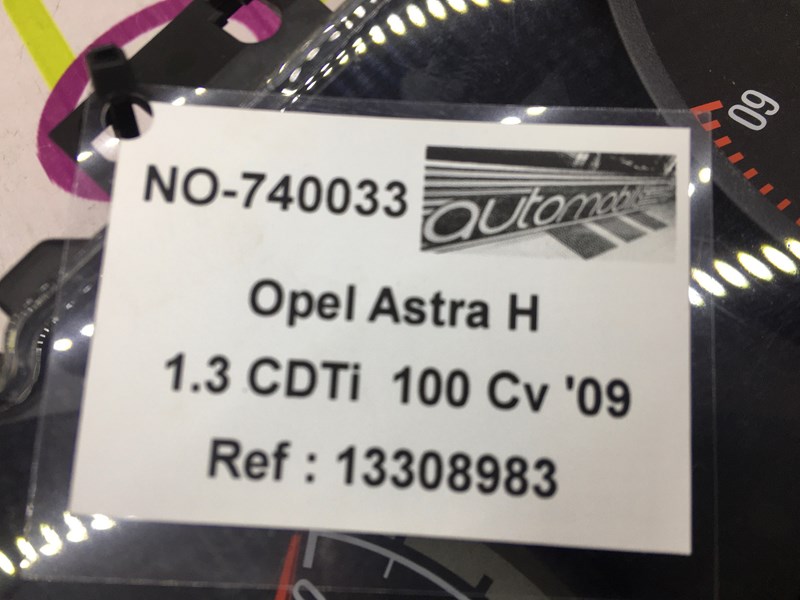 NO-740033
automobile
Opel Astra H
1.3 CDTi 100 Cv '09
Ref : 13308983
60